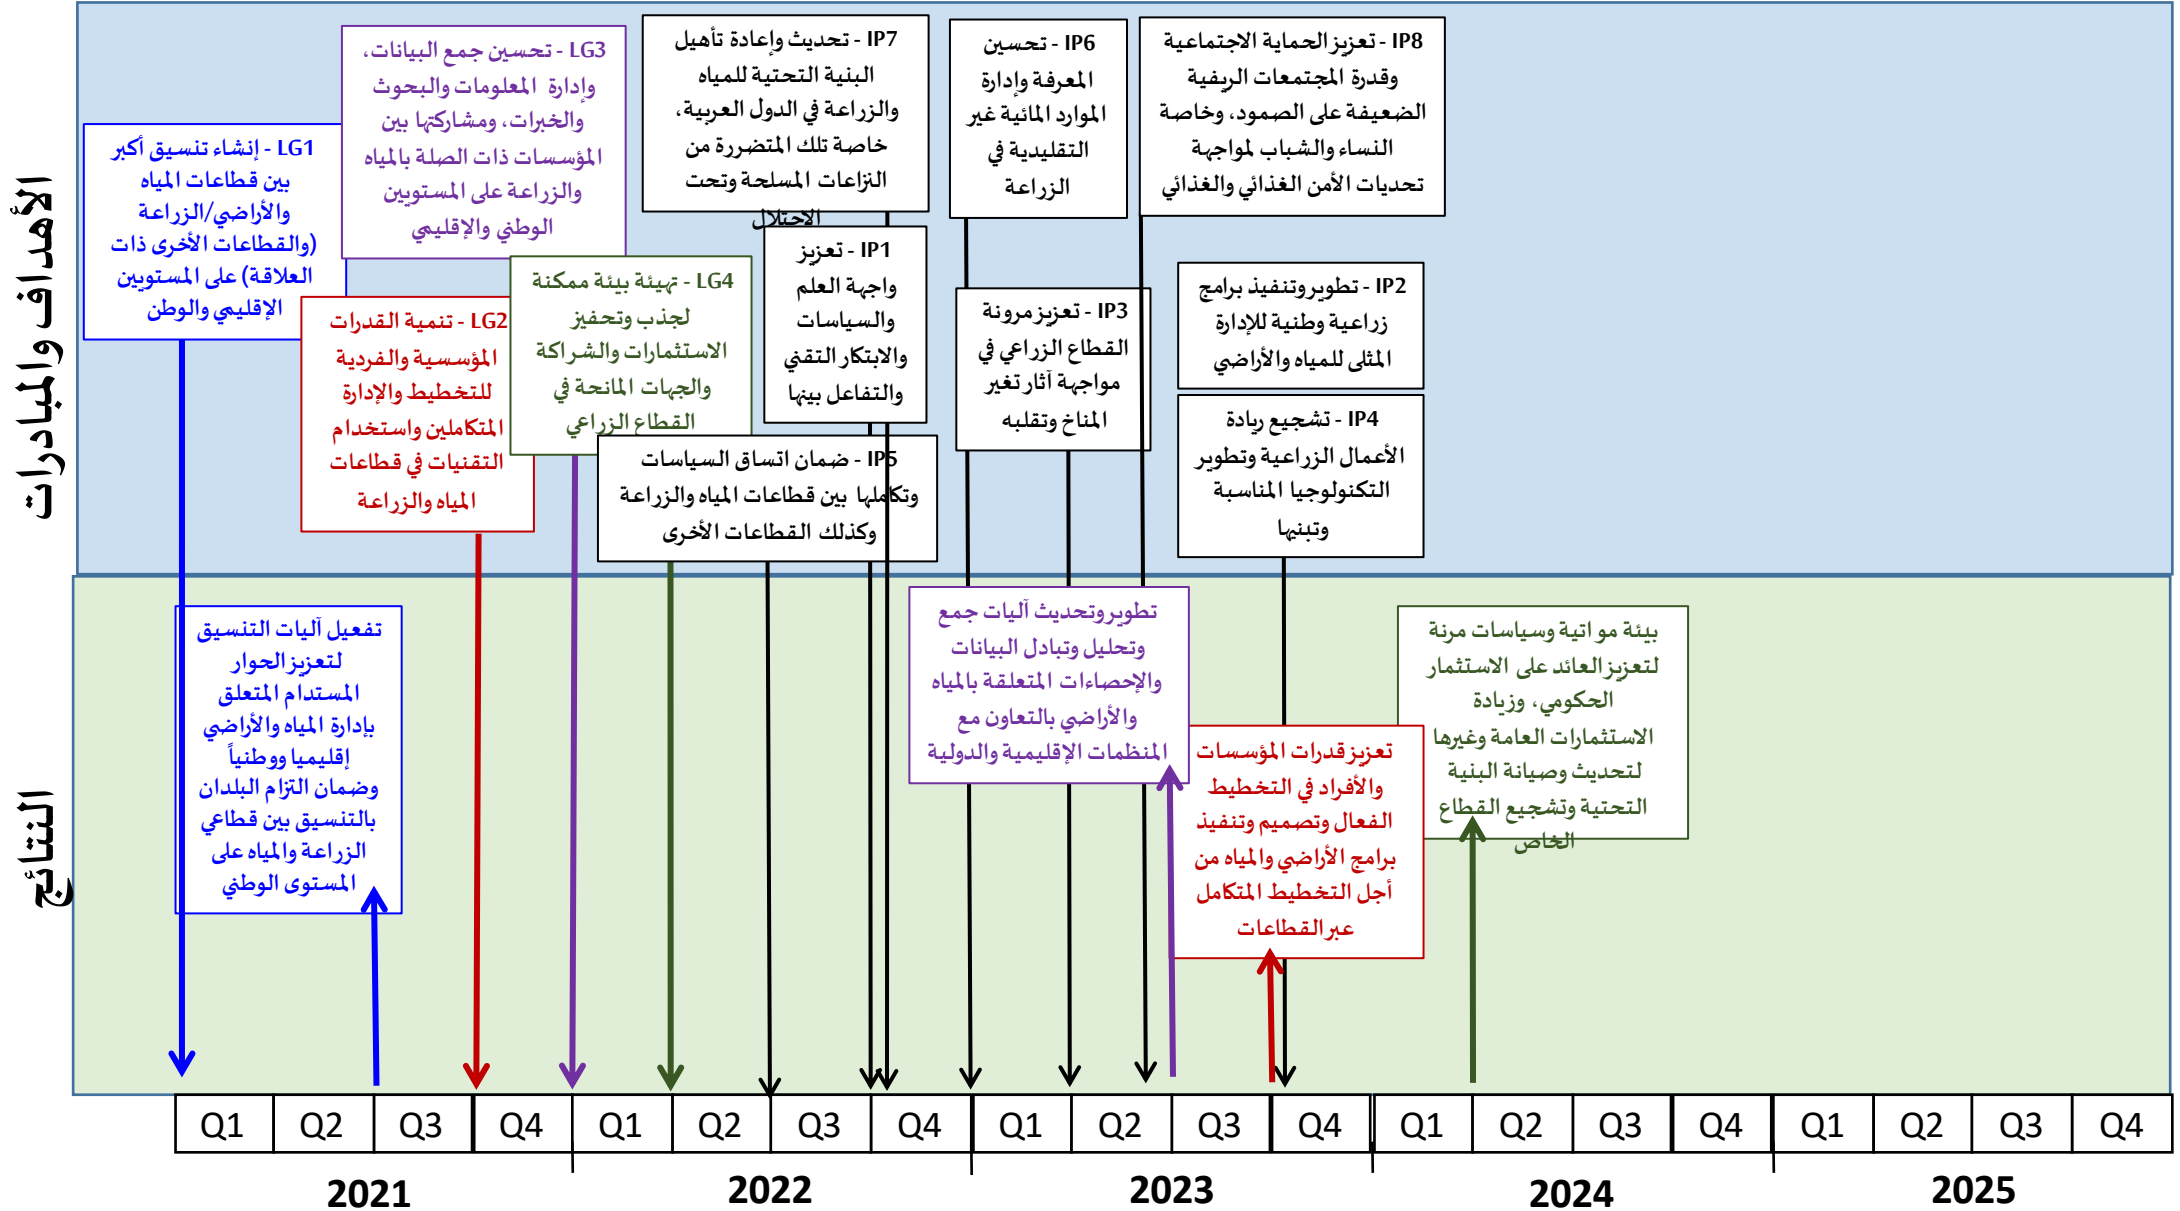 الأهداف والمبادرات
LG1 - إنشاء تنسيق أكبر
بين قطاعات المياه
والأراضي/الزراعة
(والقطاعات الأخرى ذات
العلاقة) على المستويين
الإقليمي والوطن
LG3 - تحسين جمع البيانات،
وإدارة المعلومات والبحوث
والخبرات، ومشاركتها بين
المؤسسات ذات الصلة بالمياه
والزراعة على المستويين
الوطني والإقليمي
LG2 - تنمية القدرات
المؤسسية والفردية
للتخطيط والإدارة
المتكاملين واستخدام
التقنيات في قطاعات
المياه والزراعة
LG4 - تهيئة بيئة ممكنة
لجذب وتحفيز
الاستثمارات والشراكة
والجهات المانحة في
القطاع الزراعي
IP7 - تحديث وإعادة تأهيل
البنية التحتية للمياه
والزراعة في الدول العربية،
خاصة تلك المتضررة من
النزاعات المسلحة وتحت
الاحتلال
IP1 - تعزيز
واجهة العلم
والسياسات
والابتكار التقني
والتفاعل بينها
IP5 - ضمان اتساق السياسات
وتكاملها بين قطاعات المياه والزراعة
وكذلك القطاعات الأخرى
IP6 - تحسين
المعرفة وإدارة
الموارد المائية غير
التقليدية في
الزراعة
IP3 - تعزيز مرونة
القطاع الزراعي في
مواجهة آثار تغير
المناخ وتقلبه
IP8 - تعزيز الحماية الاجتماعية
وقدرة المجتمعات الريفية
الضعيفة على الصمود، وخاصة
النساء والشباب لمواجهة
تحديات الأمن الغذائي والغذائي
IP2 - تطوير وتنفيذ برامج
زراعية وطنية للإدارة
المثلى للمياه والأراضي
IP4 - تشجيع ريادة
الأعمال الزراعية وتطوير
التكنولوجيا المناسبة
وتبنيها
النتائج
تفعيل آليات التنسيق
لتعزيز الحوار
المستدام المتعلق
بإدارة المياه والأراضي
إقليميا ووطنياً
وضمان التزام البلدان
بالتنسيق بين قطاعي
الزراعة والمياه على
المستوى الوطني
تطوير وتحديث آليات جمع
وتحليل وتبادل البيانات
والإحصاءات المتعلقة بالمياه
والأراضي بالتعاون مع
المنظمات الإقليمية والدولية
تعزيز قدرات المؤسسات
والأفراد في التخطيط
الفعال وتصميم وتنفيذ
برامج الأراضي والمياه من
أجل التخطيط المتكامل
عبر القطاعات
بيئة مواتية وسياسات مرنة
لتعزيز العائد على الاستثمار
الحكومي، وزيادة
الاستثمارات العامة وغيرها
لتحديث وصيانة البنية
التحتية وتشجيع القطاع
الخاص
Q1 Q2 Q3 Q4 Q1 Q2 Q3 Q4 Q1 Q2 Q3 Q4 Q1 Q2 Q3 Q4 Q1 Q2 Q3 Q4
2021 2022 2023 2024 2025